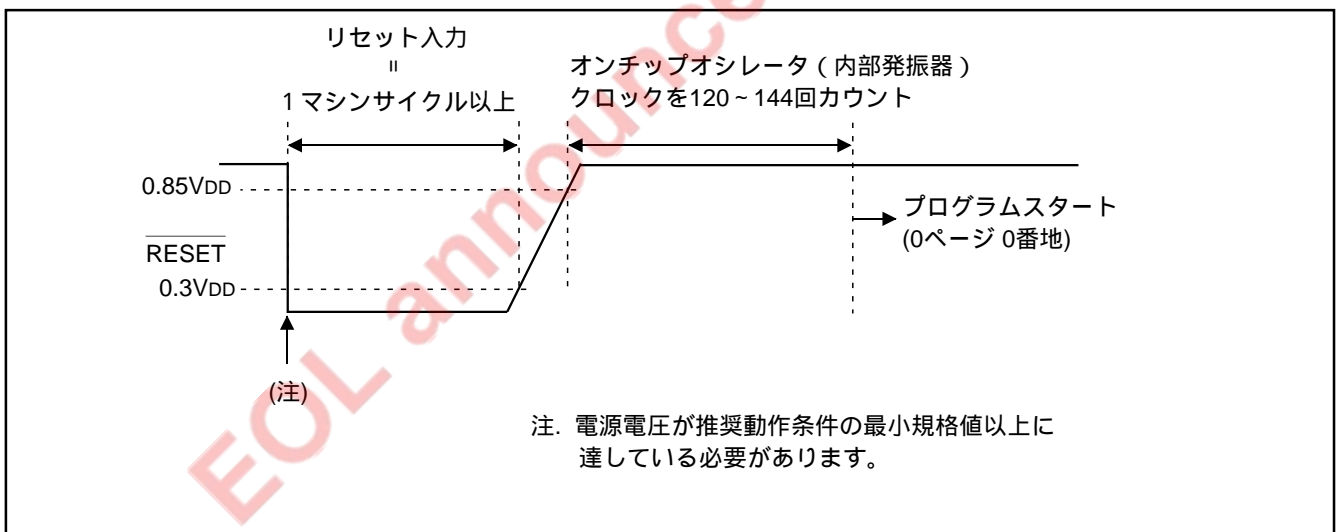 リセット入力
=
1 マシンサイクル以上
オンチップオシレータ ( 内部発振器 )
クロックを120 ~ 144回カウント
0.85VDD
RESET
0.3VDD
プログラムスタート
(0ページ 0番地)
(注)
注. 電源電圧が推奨動作条件の最小規格値以上に
達している必要があります。
EOL announce